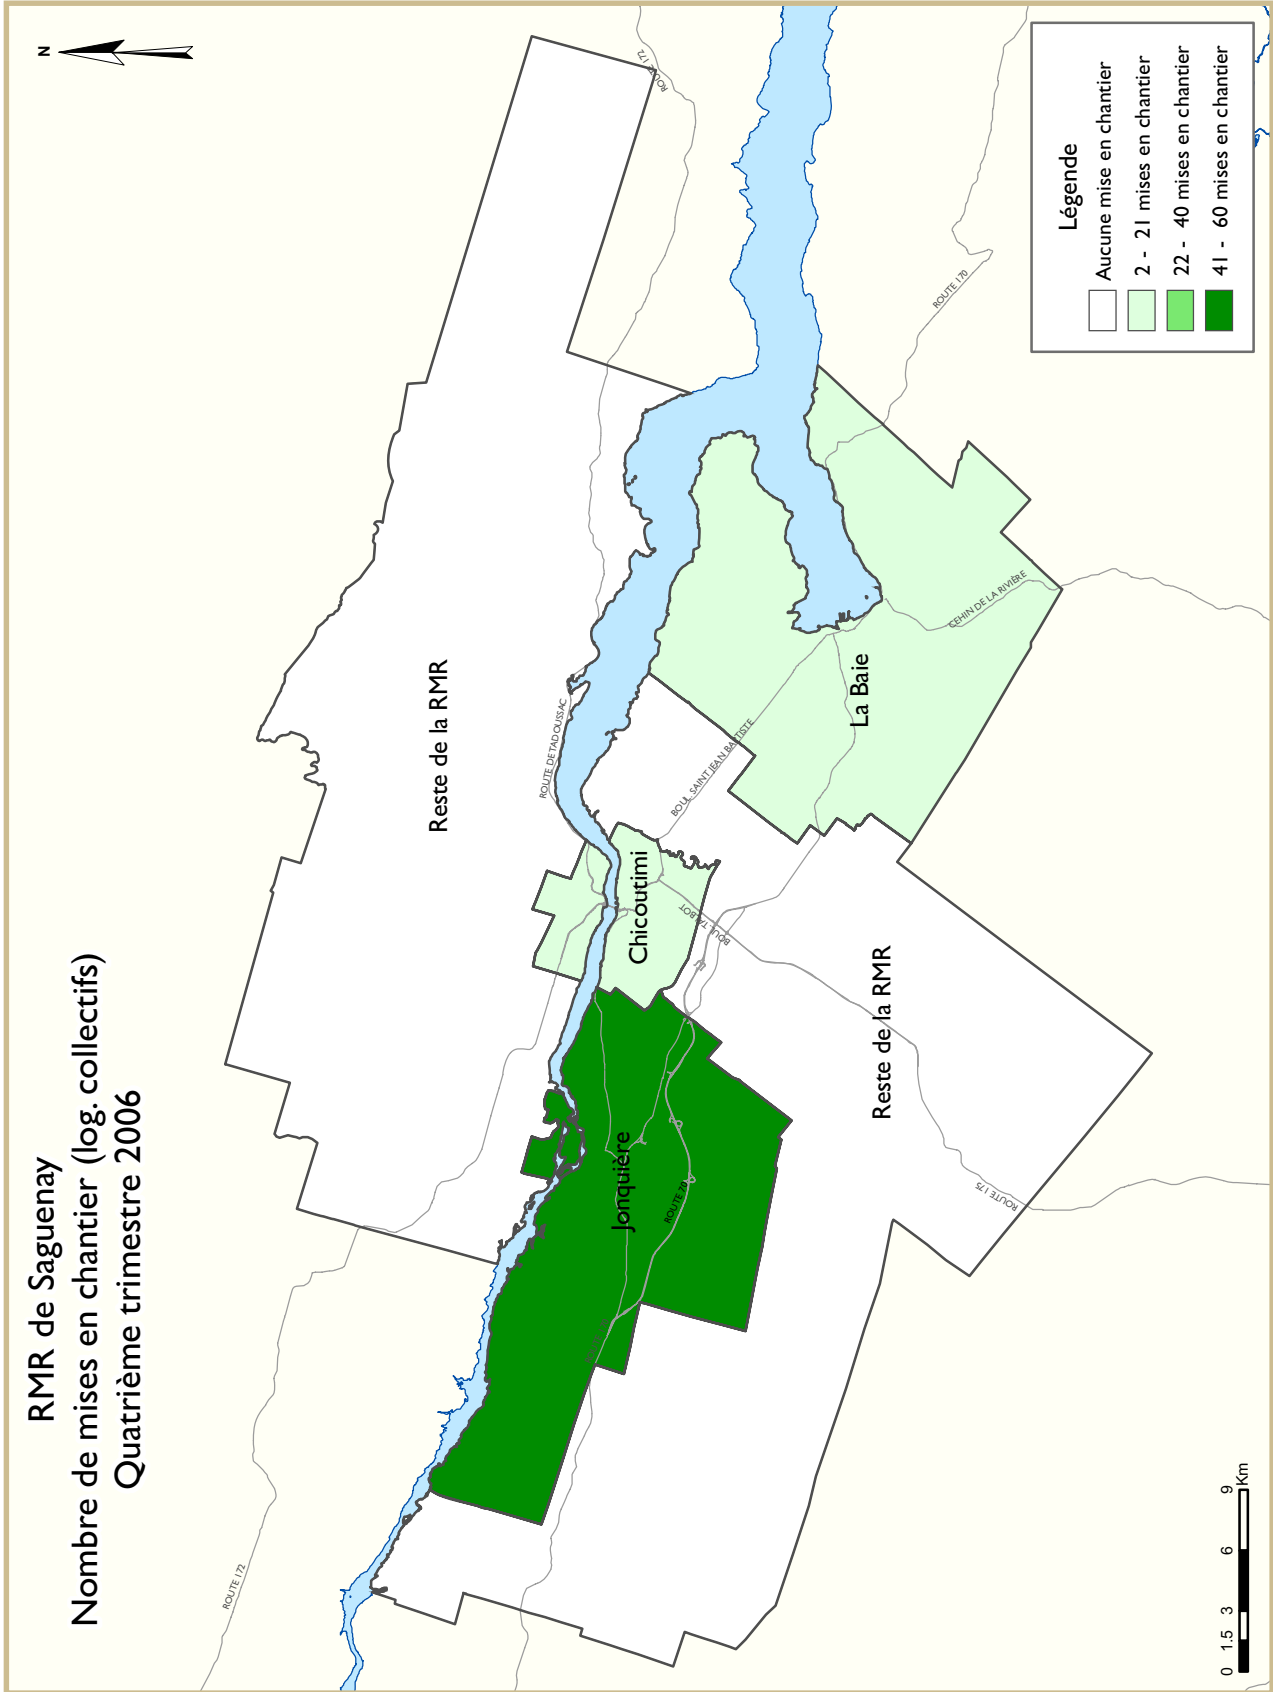 RMR de Saguenay
Nombre de mises en chantier (log. collectifs)
Quatrième trimestre 2006
N
ROUTE 172
ROUTE 172
Reste de la RMR
ROUTE DE TADOUSSAC
Chicoutimi
BOUL SAINT JEAN BAPTISTE
BOUL TALBOT
Jonquière
ROUTE 70
La Baie
CEHIN DE LA RIVIÈRE
ROUTE 170
Reste de la RMR
ROUTE 175
Légende
Aucune mise en chantier
2 - 21 mises en chantier
22 - 40 mises en chantier
41 - 60 mises en chantier
0 1.5 3 6 9
Km